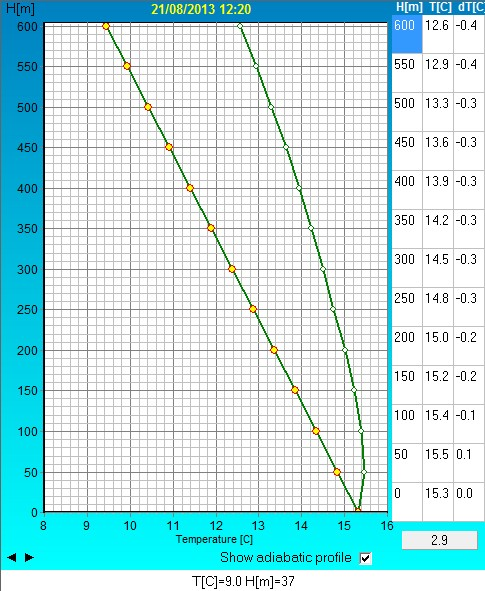 H[m] 21/08/2013 12:20 H[m] T[C] dT[C
600 600 12.6 -0.4
550 550 12.9 -0.4
500 500 13.3 -0.3
450 450 13.6 -0.3
400 400 13.9 -0.3
350 350 14.2 -0.3
300 300 14.5 -0.3
250 250 14.8 -0.3
200 200 15.0 -0.2
150 150 15.2 -0.2
100 100 15.4 -0.1
50 50 15.5 0.1
0 0 15.3 0.0
8 9 10 11 12 13 14 15 16
Temperature [C] 2.9
Show adiabatic profile
T[C]=9.0 H[m]=37